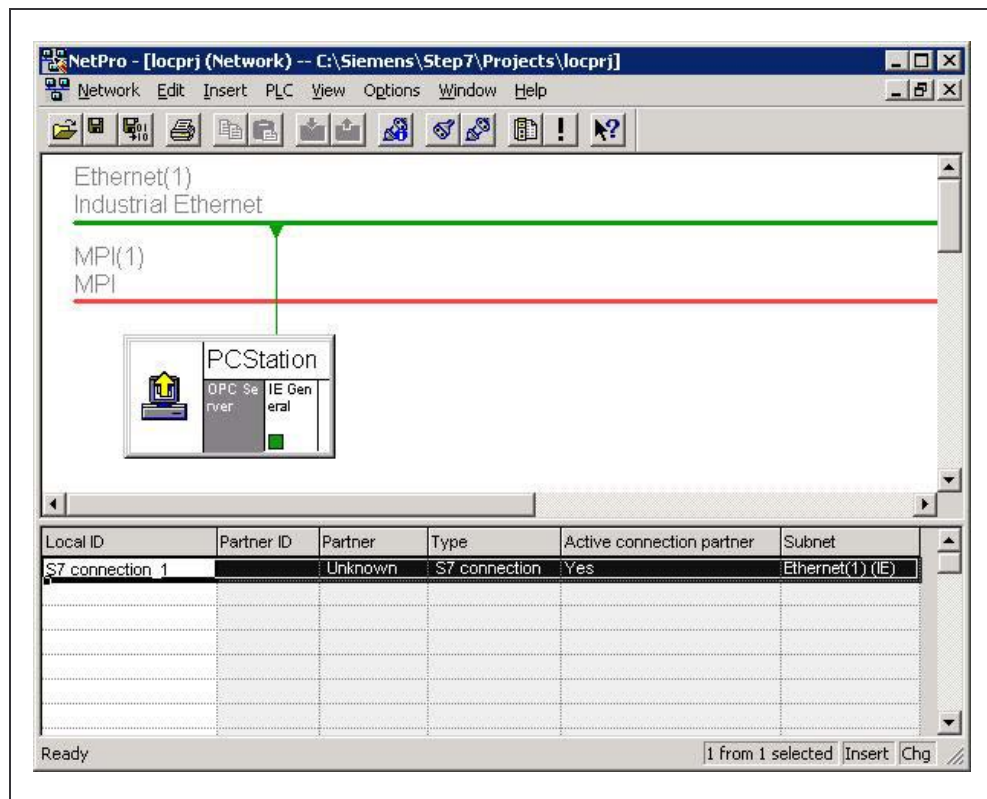 NetPro - [locprj (Network) -- C:\Siemens\Step7\Projects\locprj]
Network Edit Insert PLC View Options Window Help
Ethernet(1)
Industrial Ethernet
MPI(1)
MPI
PCStation
OPC Se
rver
IE Gen
eral
Local ID Partner ID Partner Type Active connection partner Subnet
S7 connection_1 Unknown S7 connection Yes Ethernet(1) (IE)
Ready 1 from 1 selected Insert Chg